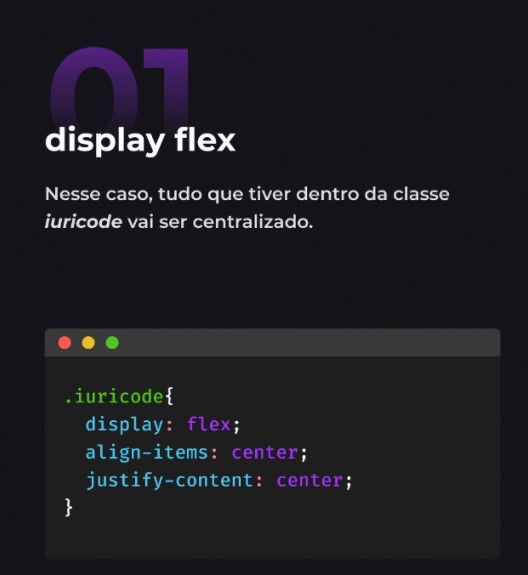 01
display flex
Nesse caso, tudo que tiver dentro da classe
iuricode vai ser centralizado.
.iuricode{
  display: flex;
  align-items: center;
  justify-content: center;
}